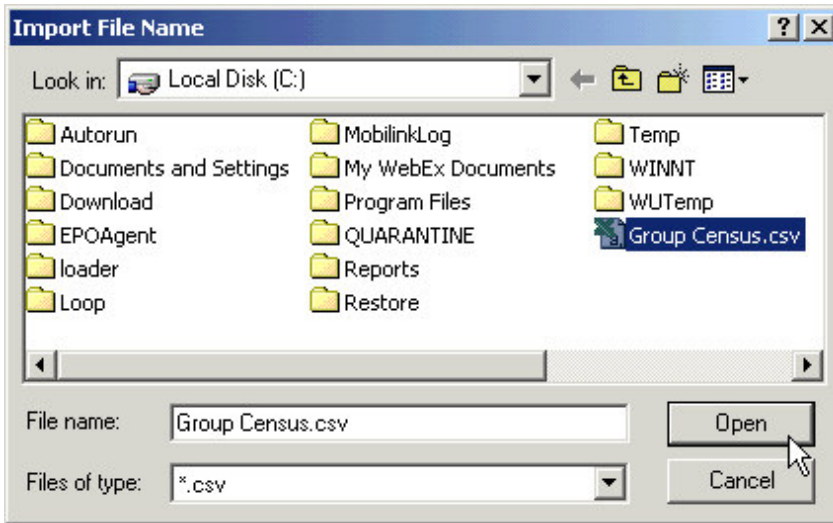 Import File Name
Look in: Local Disk (C:)
Autorun MobilinkLog Temp
Documents and Settings My WebEx Documents WINNT
Download Program Files WUTemp
EPOAgent QUARANTINE Group Census.csv
loader Reports
Loop Restore
File name: Group Census.csv Open
Files of type: *.csv Cancel